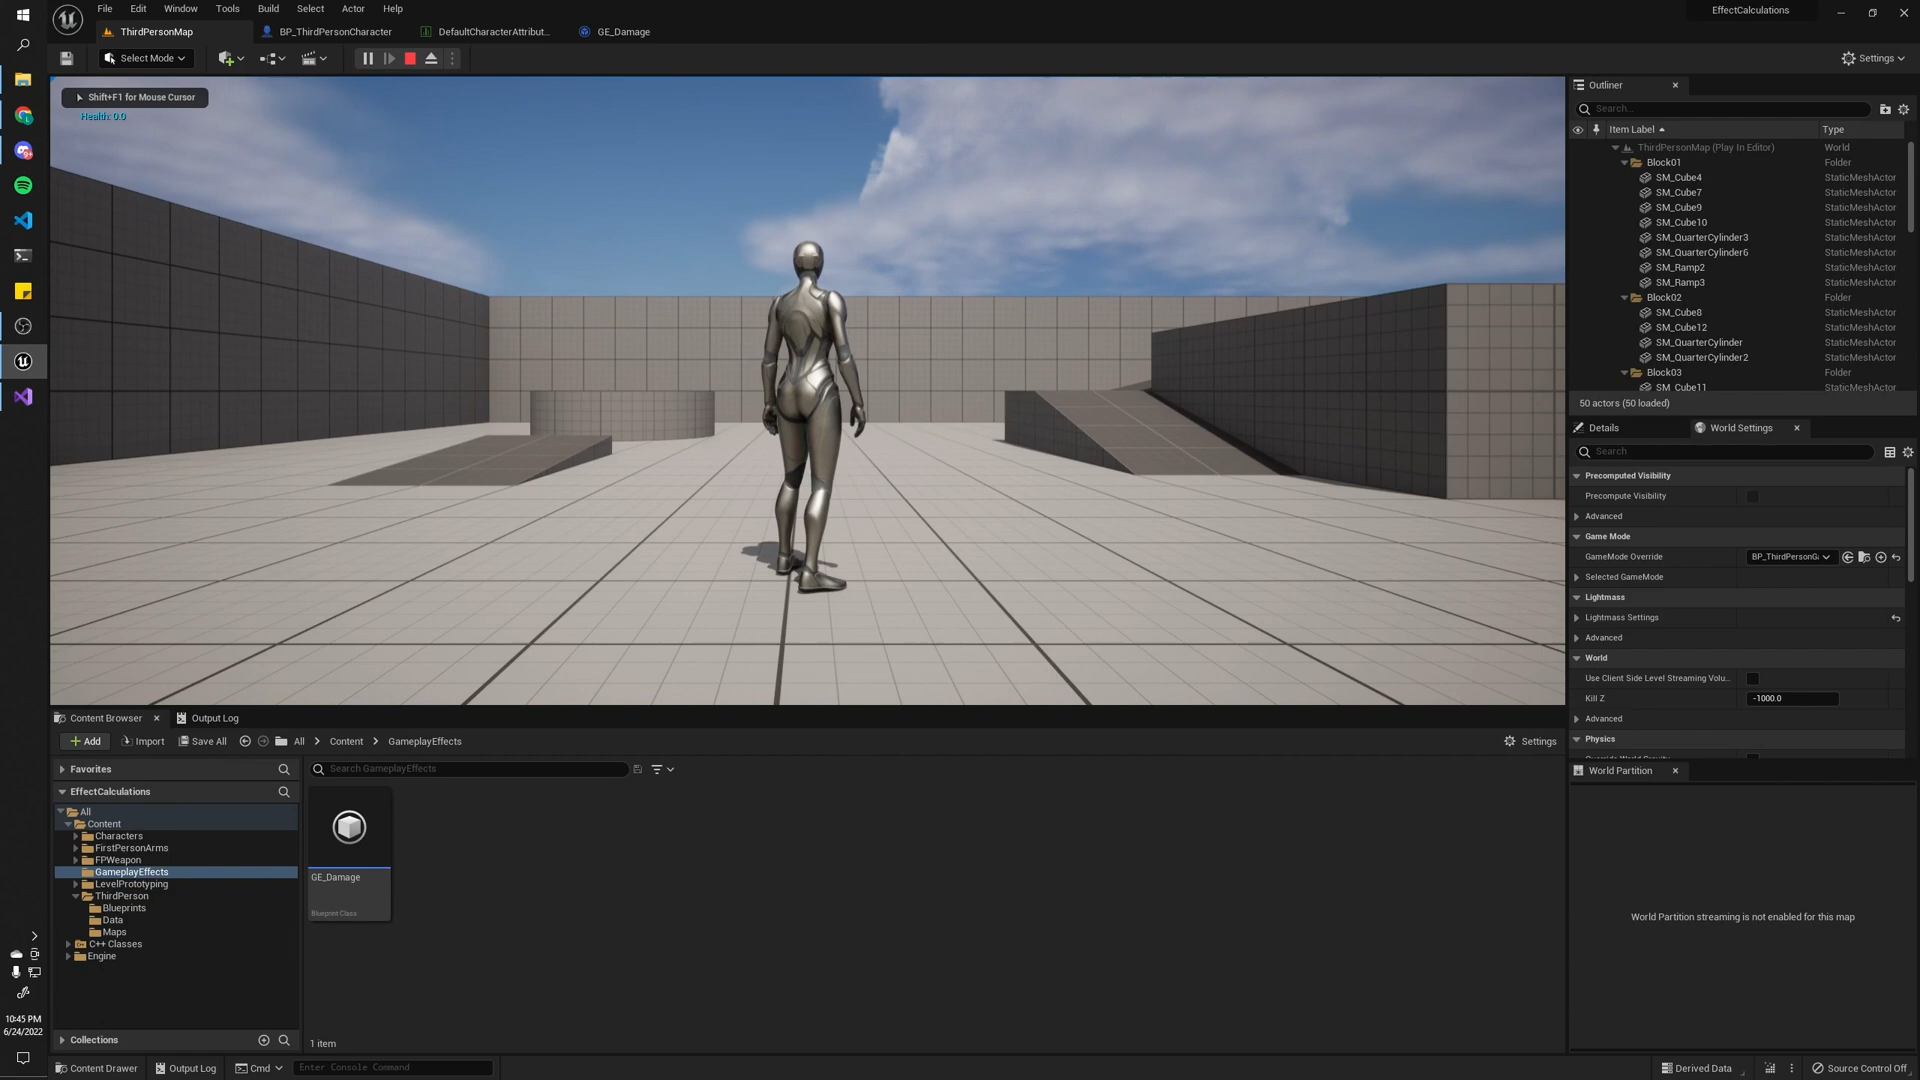 File Edit Window Tools Build Select Actor Help
EffectCalculations
ThirdPersonMap
BP_ThirdPersonCharacter
DefaultCharacterAttribut...
GE_Damage
Select Mode
Settings
Shift+F1 for Mouse Cursor
Health: 0.0
Outliner
Search...
Item Label
Type
ThirdPersonMap (Play In Editor) World
Block01 Folder
SM_Cube4 StaticMeshActor
SM_Cube7 StaticMeshActor
SM_Cube9 StaticMeshActor
SM_Cube10 StaticMeshActor
SM_QuarterCylinder3 StaticMeshActor
SM_QuarterCylinder6 StaticMeshActor
SM_Ramp2 StaticMeshActor
SM_Ramp3 StaticMeshActor
Block02 Folder
SM_Cube8 StaticMeshActor
SM_Cube12 StaticMeshActor
SM_QuarterCylinder StaticMeshActor
SM_QuarterCylinder2 StaticMeshActor
Block03 Folder
SM_Cube11 StaticMeshActor
50 actors (50 loaded)
Details
World Settings
Search
Precomputed Visibility
Precompute Visibility
Advanced
Game Mode
GameMode Override BP_ThirdPersonGa
Selected GameMode
Lightmass
Lightmass Settings
Advanced
World
Use Client Side Level Streaming Volu...
Kill Z -1000.0
Advanced
Physics
Override World Gravity
World Partition
World Partition streaming is not enabled for this map
Content Browser
Output Log
Add Import Save All All Content GameplayEffects
Settings
Favorites
Search GameplayEffects
EffectCalculations
All
Content
Characters
FirstPersonArms
FPWeapon
GameplayEffects
LevelPrototyping
ThirdPerson
Blueprints
Data
Maps
C++ Classes
Engine
GE_Damage
Blueprint Class
Collections
1 item
10:45 PM
6/24/2022
Content Drawer
Output Log
Cmd
Enter Console Command
Derived Data
Source Control Off